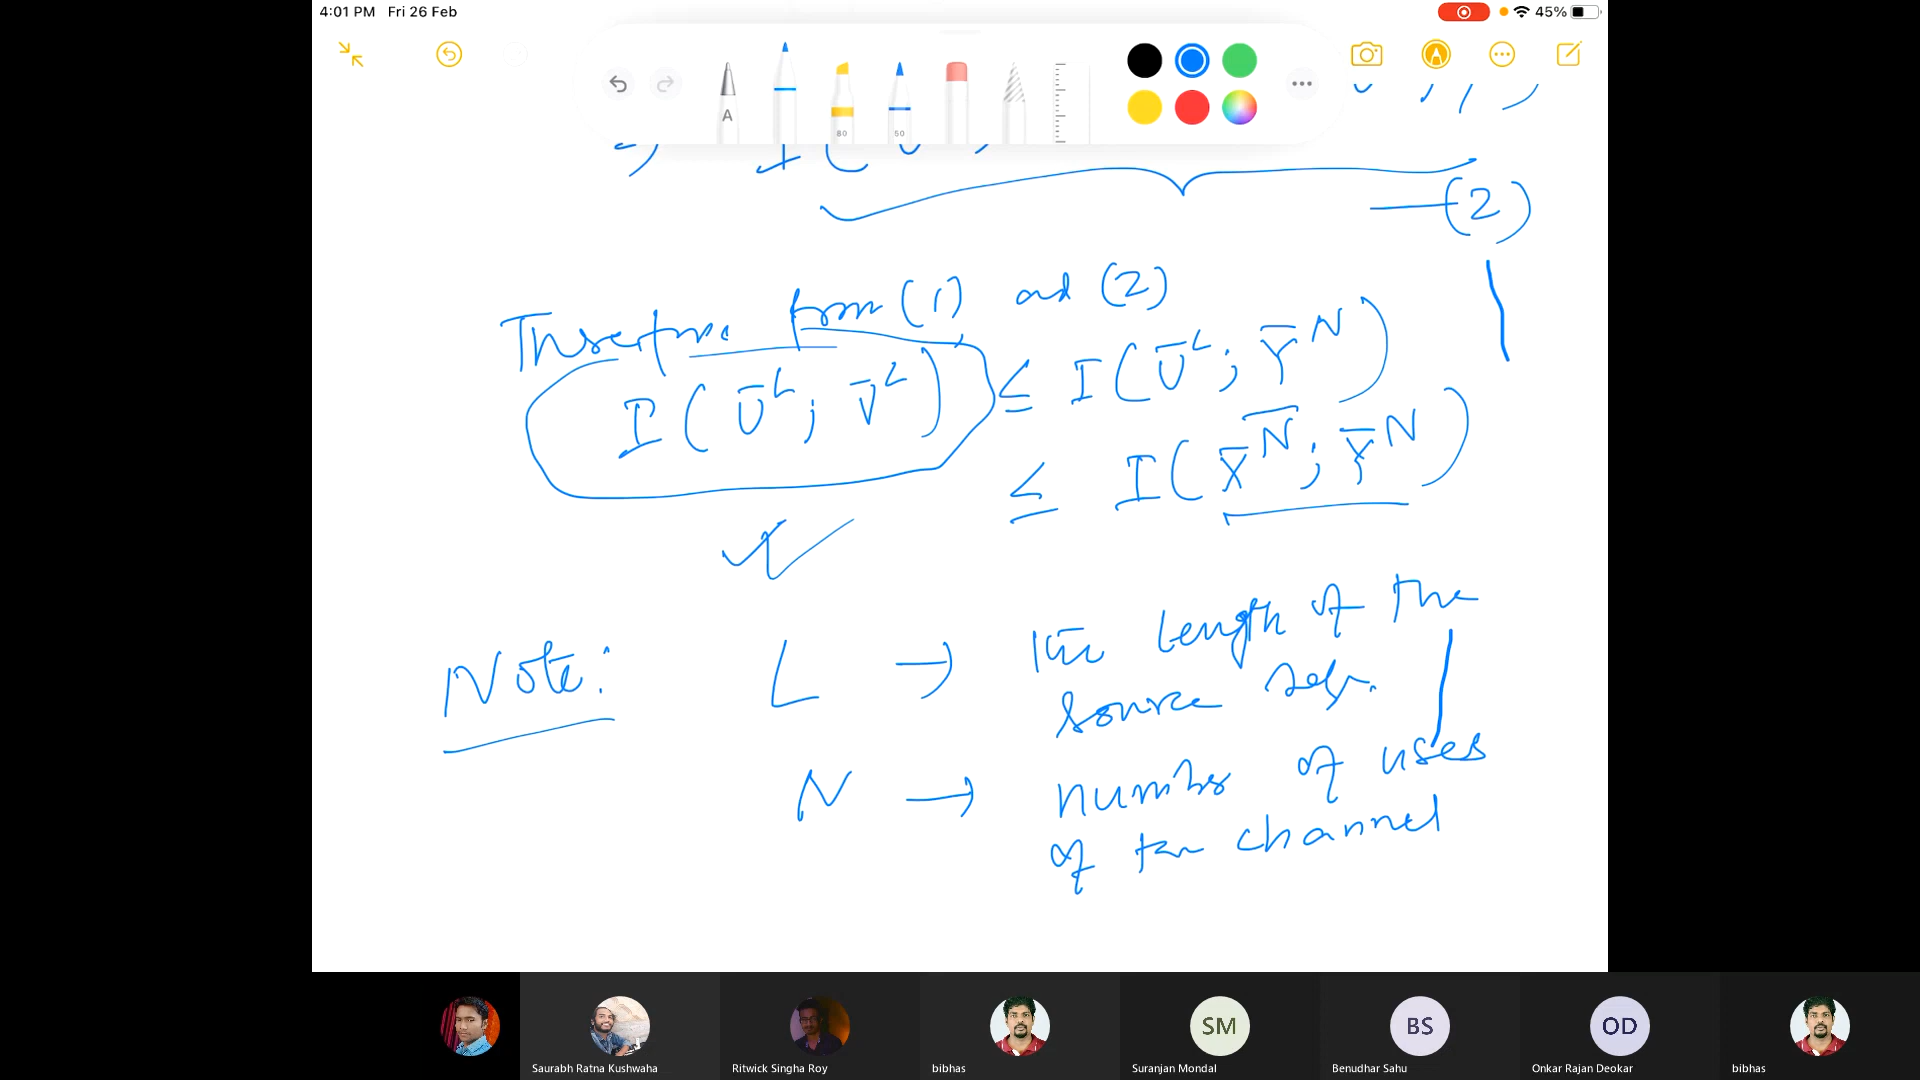 4:01 PM Fri 26 Feb
45%
A
80
50
(2)
Therefore from (1) and (2)
I(Ū^L; V̄^L) ≤ I(Ū^L; Ȳ^N)
≤ I(X̄^N; Ȳ^N)
Note: L → the length of the
source seq.
N → number of uses
of the channel
SM
BS
OD
Saurabh Ratna Kushwaha
Ritwick Singha Roy
bibhas
Suranjan Mondal
Benudhar Sahu
Onkar Rajan Deokar
bibhas